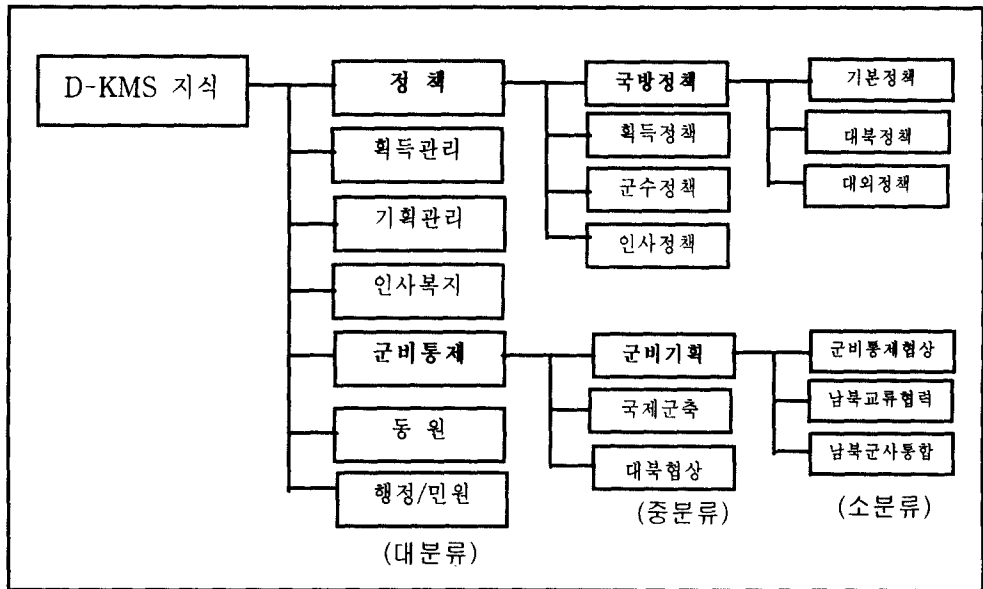 D-KMS 지식
정 책
획득관리
기획관리
인사복지
군비통제
동 원
행정/민원
(대분류)
국방정책
획득정책
군수정책
인사정책
군비기획
국제군축
대북협상
(중분류)
기본정책
대북정책
대외정책
군비통제협상
남북교류협력
남북군사통합
(소분류)